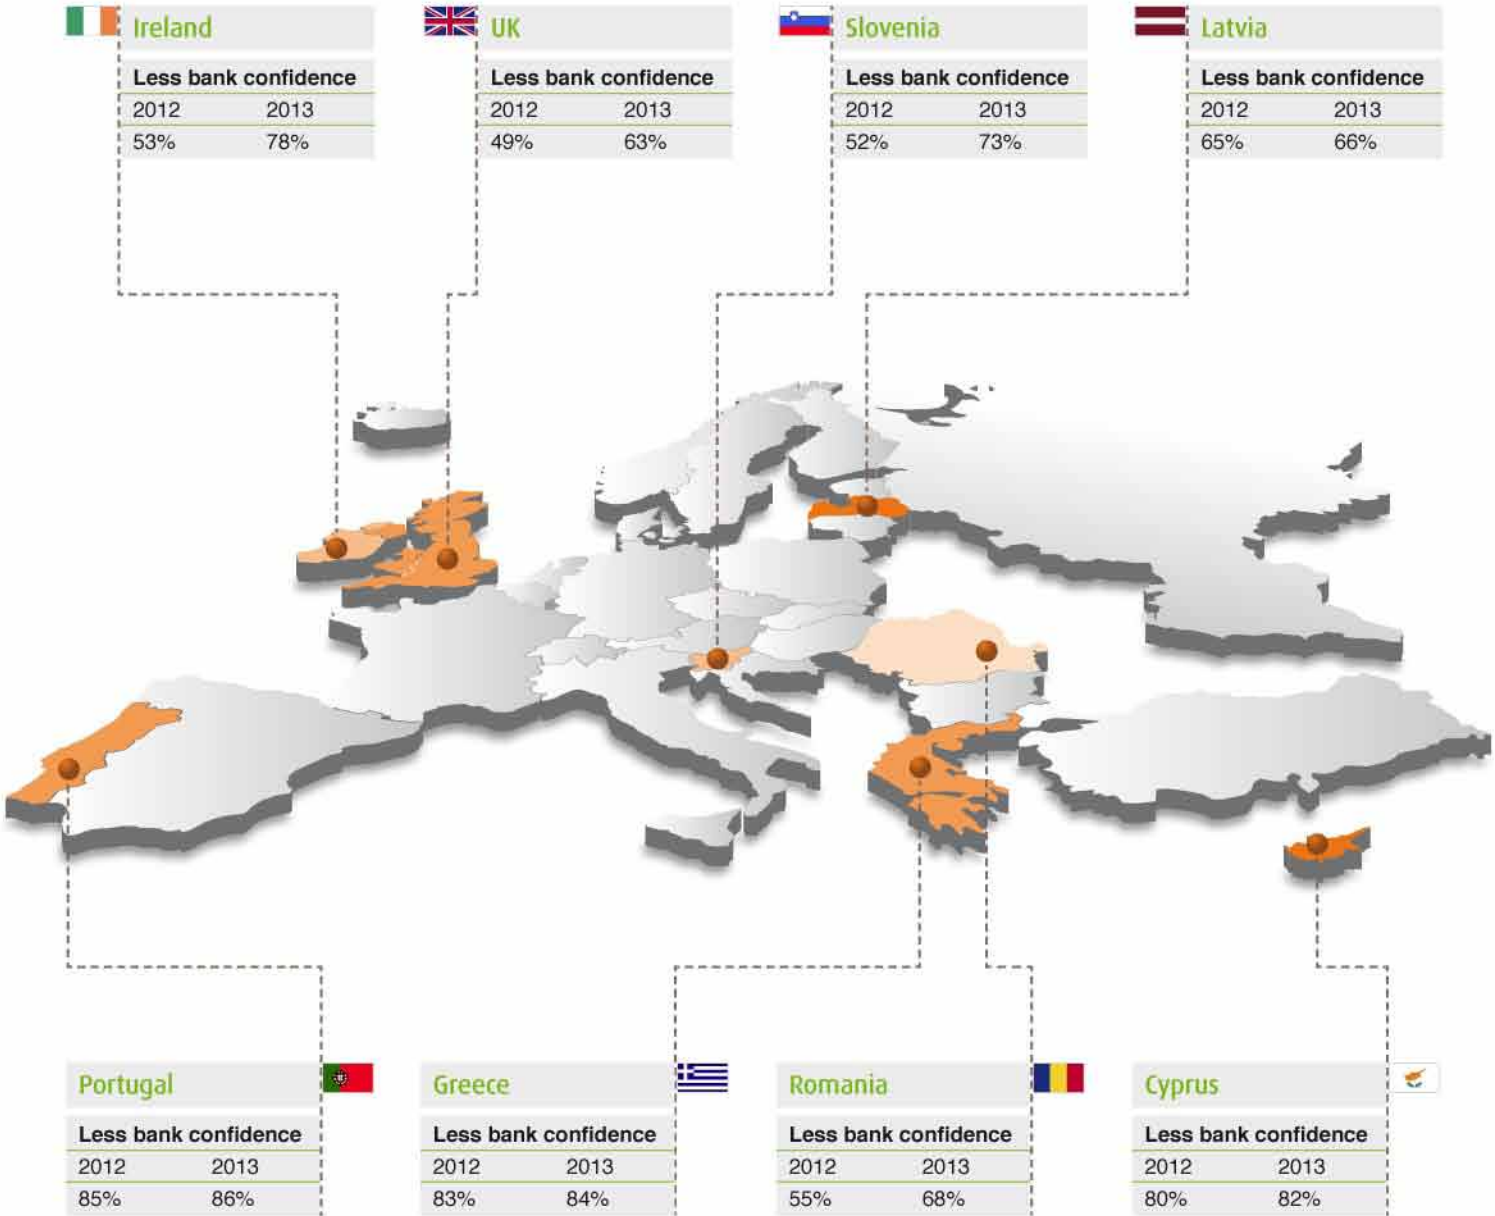 Ireland
Less bank confidence
2012 2013
53% 78%
UK
Less bank confidence
2012 2013
49% 63%
Slovenia
Less bank confidence
2012 2013
52% 73%
Latvia
Less bank confidence
2012 2013
65% 66%
Portugal
Less bank confidence
2012 2013
85% 86%
Greece
Less bank confidence
2012 2013
83% 84%
Romania
Less bank confidence
2012 2013
55% 68%
Cyprus
Less bank confidence
2012 2013
80% 82%